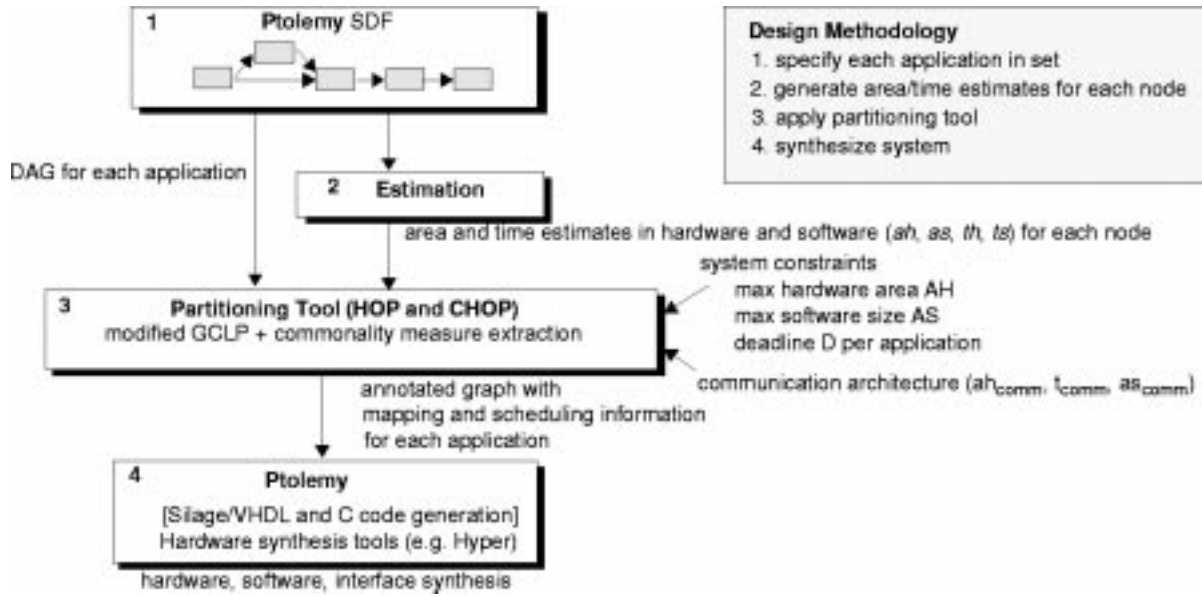 1
Ptolemy SDF
Design Methodology
1. specify each application in set
2. generate area/time estimates for each node
3. apply partitioning tool
4. synthesize system
DAG for each application
2
Estimation
area and time estimates in hardware and software (ah, as, th, ts) for each node
system constraints
max hardware area AH
max software size AS
deadline D per application
3
Partitioning Tool (HOP and CHOP)
modified GCLP + commonality measure extraction
communication architecture (ahcomm, tcomm, ascomm)
annotated graph with
mapping and scheduling information
for each application
4
Ptolemy
[Silage/VHDL and C code generation]
Hardware synthesis tools (e.g. Hyper)
hardware, software, interface synthesis